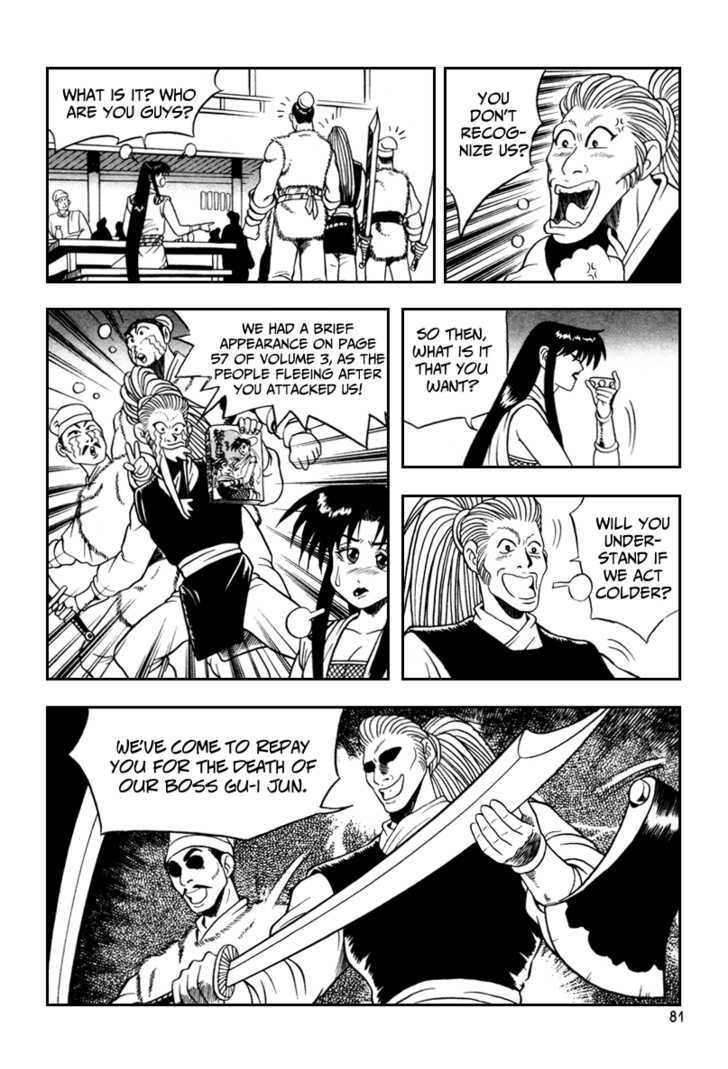 WHAT IS IT? WHO
ARE YOU GUYS?
YOU
DON'T
RECOG-
NIZE US?
WE HAD A BRIEF
APPEARANCE ON PAGE
57 OF VOLUME 3, AS THE
PEOPLE FLEEING AFTER
YOU ATTACKED US!
SO THEN,
WHAT IS IT
THAT YOU
WANT?
WILL YOU
UNDER-
STAND IF
WE ACT
COLDER?
WE'VE COME TO REPAY
YOU FOR THE DEATH OF
OUR BOSS GU-I JUN.
81